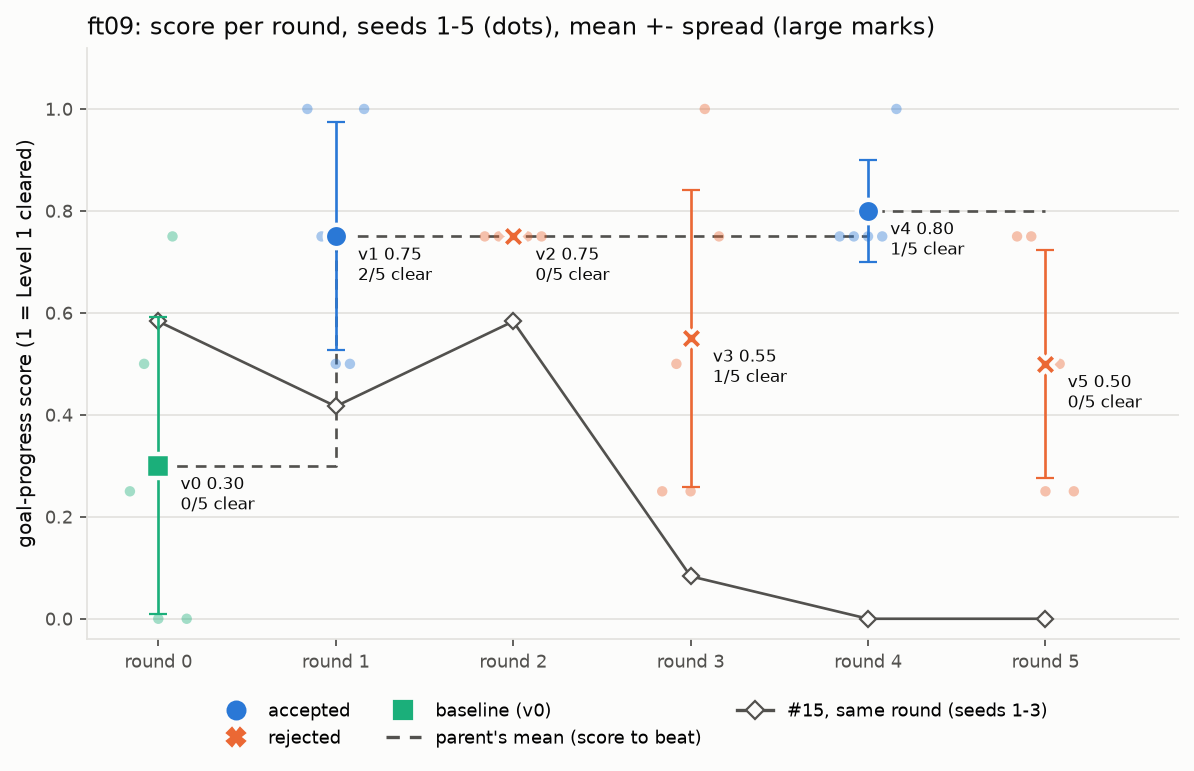 ft09: score per round, seeds 1-5 (dots), mean +- spread (large marks)
goal-progress score (1 = Level 1 cleared)
1.0
0.8
0.6
0.4
0.2
0.0
v0 0.30
0/5 clear
v1 0.75
2/5 clear
v2 0.75
0/5 clear
v3 0.55
1/5 clear
v4 0.80
1/5 clear
v5 0.50
0/5 clear
round 0
round 1
round 2
round 3
round 4
round 5
accepted
rejected
baseline (v0)
parent's mean (score to beat)
#15, same round (seeds 1-3)